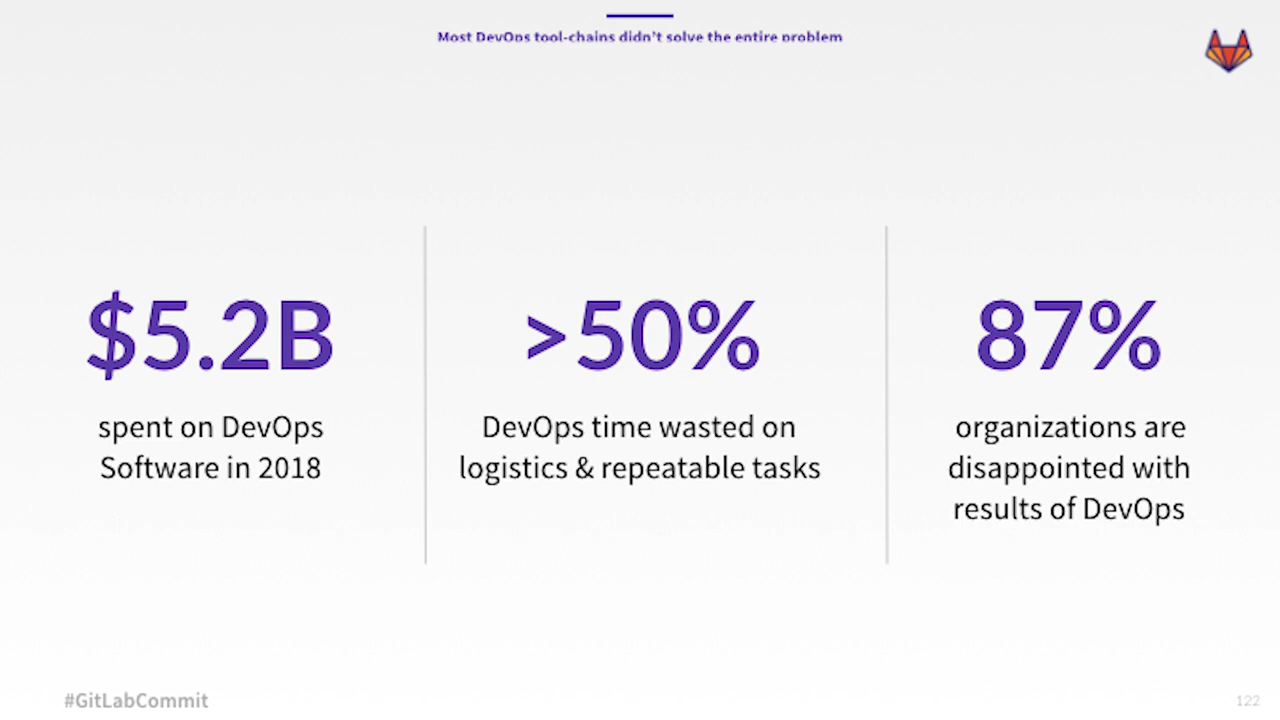 Most DevOps tool-chains didn't solve the entire problem
$5.2B
spent on DevOps
Software in 2018
>50%
DevOps time wasted on
logistics & repeatable tasks
87%
organizations are
disappointed with
results of DevOps
#GitLabCommit
122